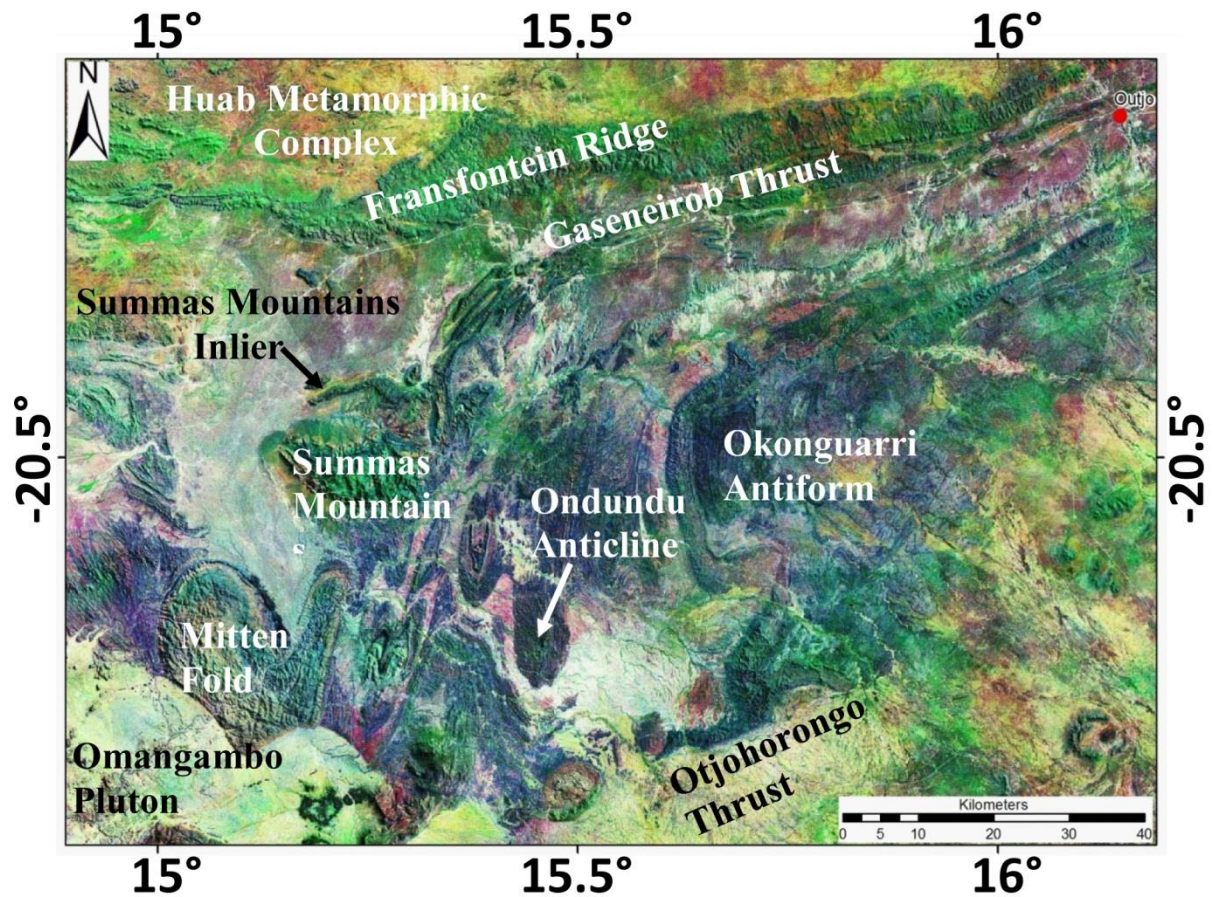 15°
15.5°
16°
N
Huab Metamorphic
Complex
Outjo
Fransfontein Ridge
Gaseneirob Thrust
Summas Mountains
Inlier
-20.5°
-20.5°
Summas
Mountain
s
Okonguarri
Antiform
Ondundu
Anticline
Mitten
Fold
Omangambo
Pluton
Otjohorongo
Thrust
Kilometers
0 5 10 20 30 40
15°
15.5°
16°